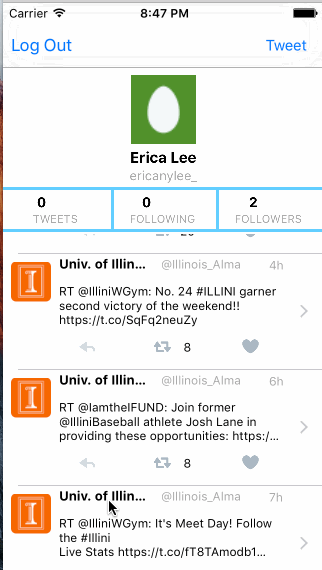 Carrier 8:47 PM
Log Out Tweet
Erica Lee
ericanylee_
0 0 2
TWEETS FOLLOWING FOLLOWERS
Univ. of Illin... @Illinois_Alma 4h
RT @IlliniWGym: No. 24 #ILLINI garner
second victory of the weekend!!
https://t.co/SqFq2neuZy
8
Univ. of Illin... @Illinois_Alma 6h
RT @IamtheIFUND: Join former
@IlliniBaseball athlete Josh Lane in
providing these opportunities: https:/...
8
Univ. of Illin... @Illinois_Alma 7h
RT @IlliniWGym: It's Meet Day! Follow
the #Illini
Live Stats https://t.co/fT8TAmodb1...